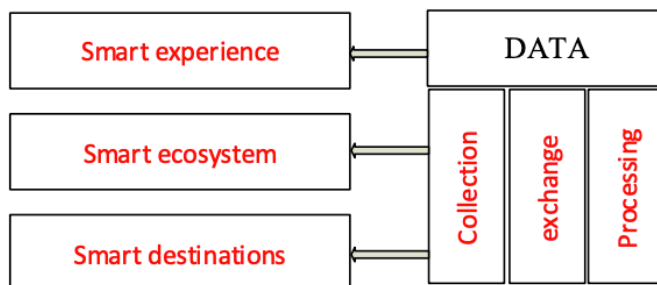 Smart experience
DATA
Smart ecosystem
Smart destinations
Collection
exchange
Processing